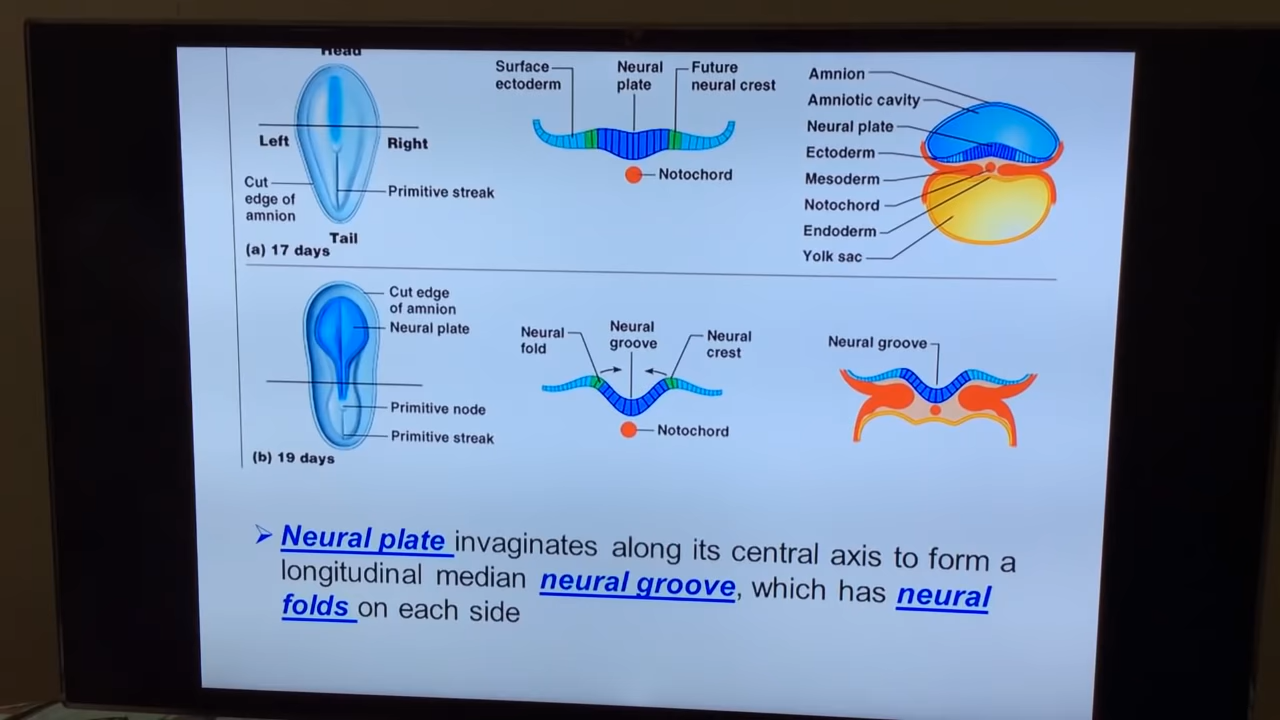 Head
Left
Right
Cut
edge of
amnion
Primitive streak
Tail
(a) 17 days
Surface
ectoderm
Neural
plate
Future
neural crest
Notochord
Amnion
Amniotic cavity
Neural plate
Ectoderm
Mesoderm
Notochord
Endoderm
Yolk sac
Cut edge
of amnion
Neural plate
Primitive node
Primitive streak
(b) 19 days
Neural
fold
Neural
groove
Neural
crest
Notochord
Neural groove
Neural plate invaginates along its central axis to form a
longitudinal median neural groove, which has neural
folds on each side